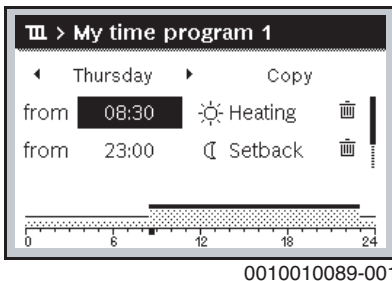 > My time program 1
Thursday Copy
from 08:30 Heating
from 23:00 Setback
0 6 12 18 24
0010010089-001